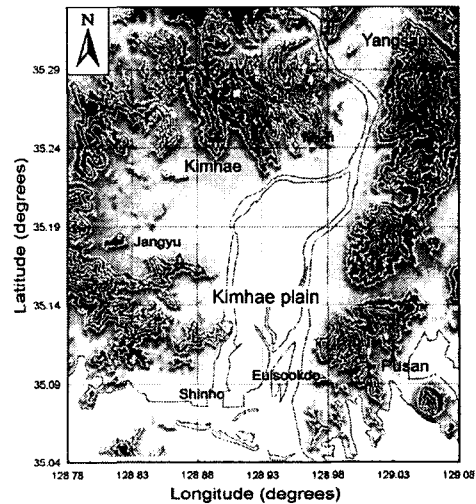 N
Yangsan
35.29
35.24
Kimhae
35.19
Jangyu
Latitude (degrees)
35.14
Kimhae plain
Pusan
Eulsookdo
35.09
Shinho
35.04
128.78 128.83 128.88 128.93 128.98 129.03 129.08
Longitude (degrees)